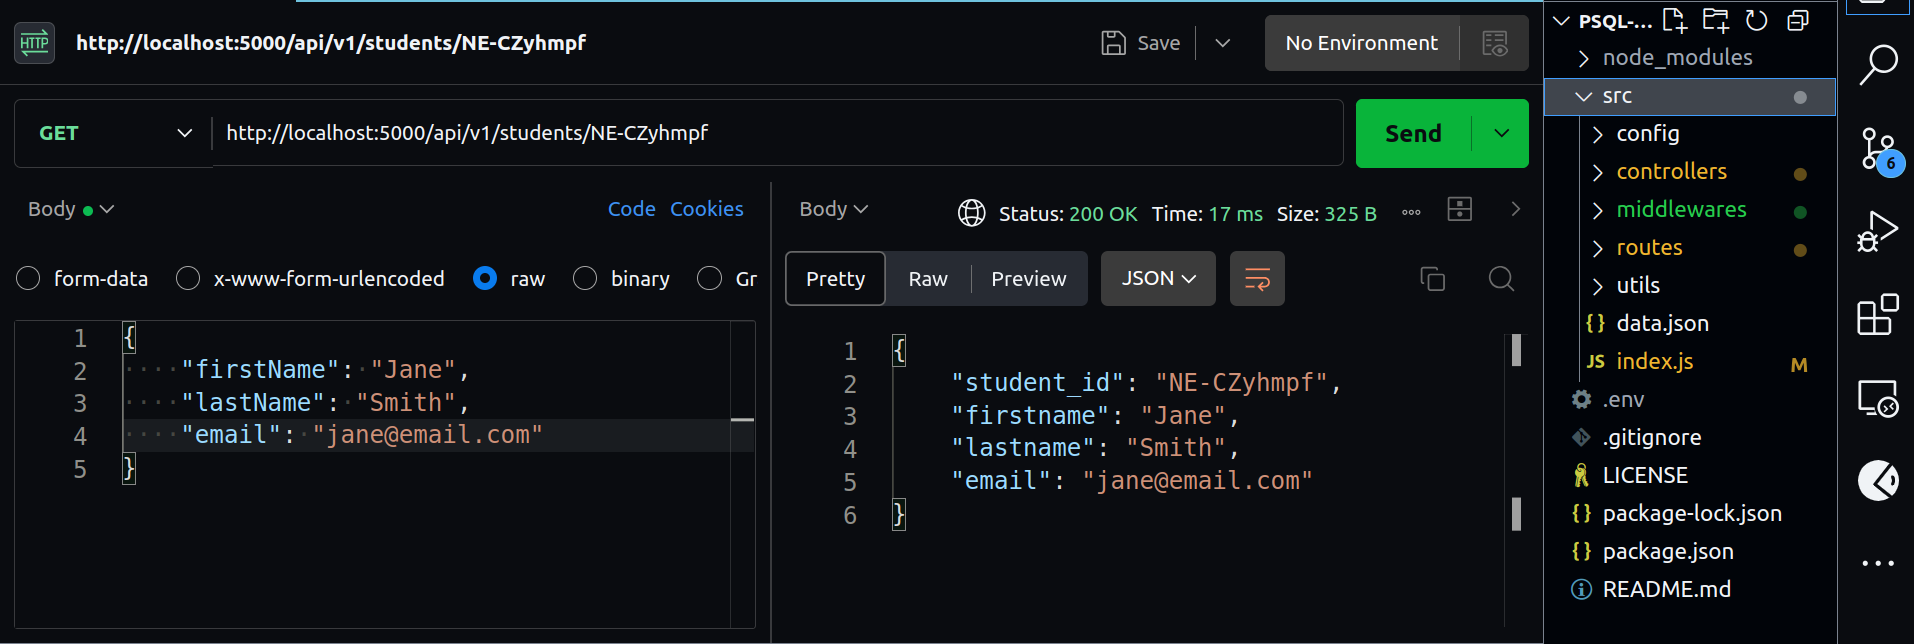 HTTP http://localhost:5000/api/v1/students/NE-CZyhmpf Save No Environment
GET http://localhost:5000/api/v1/students/NE-CZyhmpf Send
Body Code Cookies
form-data x-www-form-urlencoded raw binary Gr
1 {
2 "firstName": "Jane",
3 "lastName": "Smith",
4 "email": "jane@email.com"
5 }
Body Status: 200 OK Time: 17 ms Size: 325 B
Pretty Raw Preview JSON
1 {
2 "student_id": "NE-CZyhmpf",
3 "firstname": "Jane",
4 "lastname": "Smith",
5 "email": "jane@email.com"
6 }
PSQL-...
node_modules
src
config
controllers
middlewares
routes
utils
{} data.json
JS index.js M
.env
.gitignore
LICENSE
{} package-lock.json
{} package.json
README.md
6